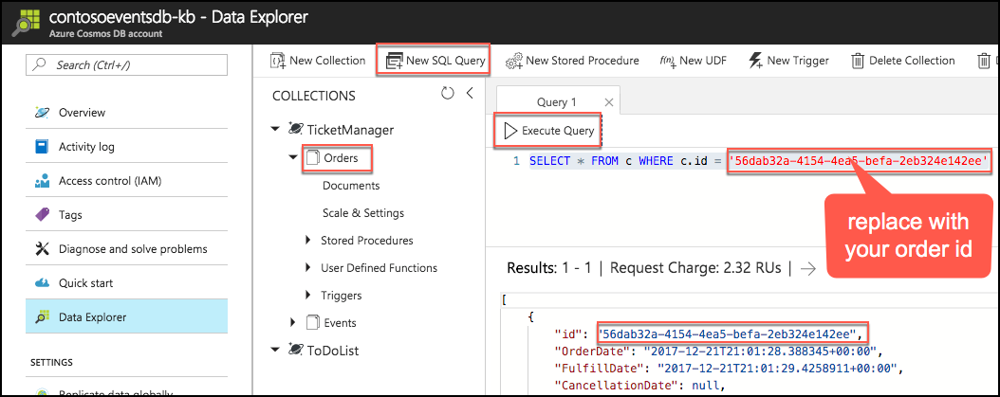 contosoeventsdb-kb - Data Explorer
Azure Cosmos DB account
Search (Ctrl+/)
Overview
Activity log
Access control (IAM)
Tags
Diagnose and solve problems
Quick start
Data Explorer
SETTINGS
Replicate data globally
New Collection
New SQL Query
New Stored Procedure
New UDF
New Trigger
Delete Collection
COLLECTIONS
TicketManager
Orders
Documents
Scale & Settings
Stored Procedures
User Defined Functions
Triggers
Events
ToDoList
Query 1
Execute Query
1 SELECT * FROM c WHERE c.id = '56dab32a-4154-4ea5-befa-2eb324e142ee'
replace with
your order id
Results: 1 - 1 | Request Charge: 2.32 RUs |
[
{
"id": "56dab32a-4154-4ea5-befa-2eb324e142ee",
"OrderDate": "2017-12-21T21:01:28.388345+00:00",
"FulfillDate": "2017-12-21T21:01:29.4258911+00:00",
"CancellationDate": null,